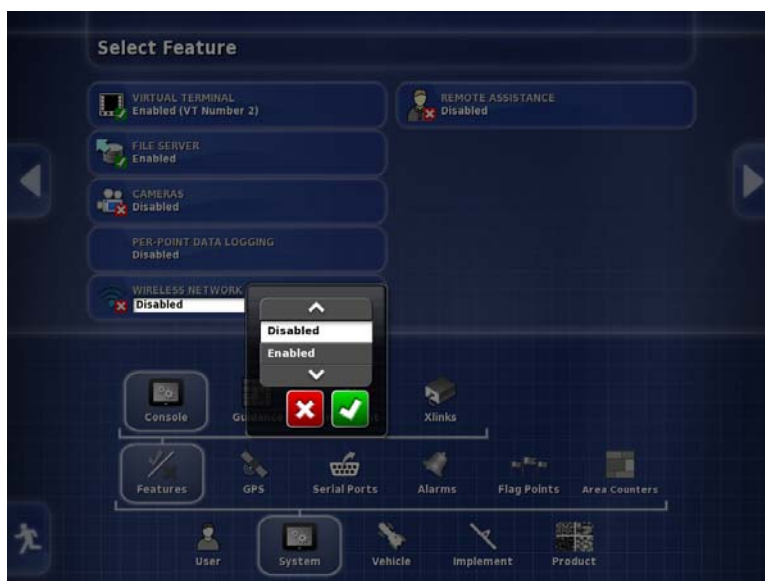 Select Feature
VIRTUAL TERMINAL
Enabled (VT Number 2)
REMOTE ASSISTANCE
Disabled
FILE SERVER
Enabled
CAMERAS
Disabled
PER-POINT DATA LOGGING
Disabled
WIRELESS NETWORK
Disabled
Disabled
Enabled
Console
Xlinks
Features
GPS
Serial Ports
Alarms
Flag Points
Area Counters
User
System
Vehicle
Implement
Product